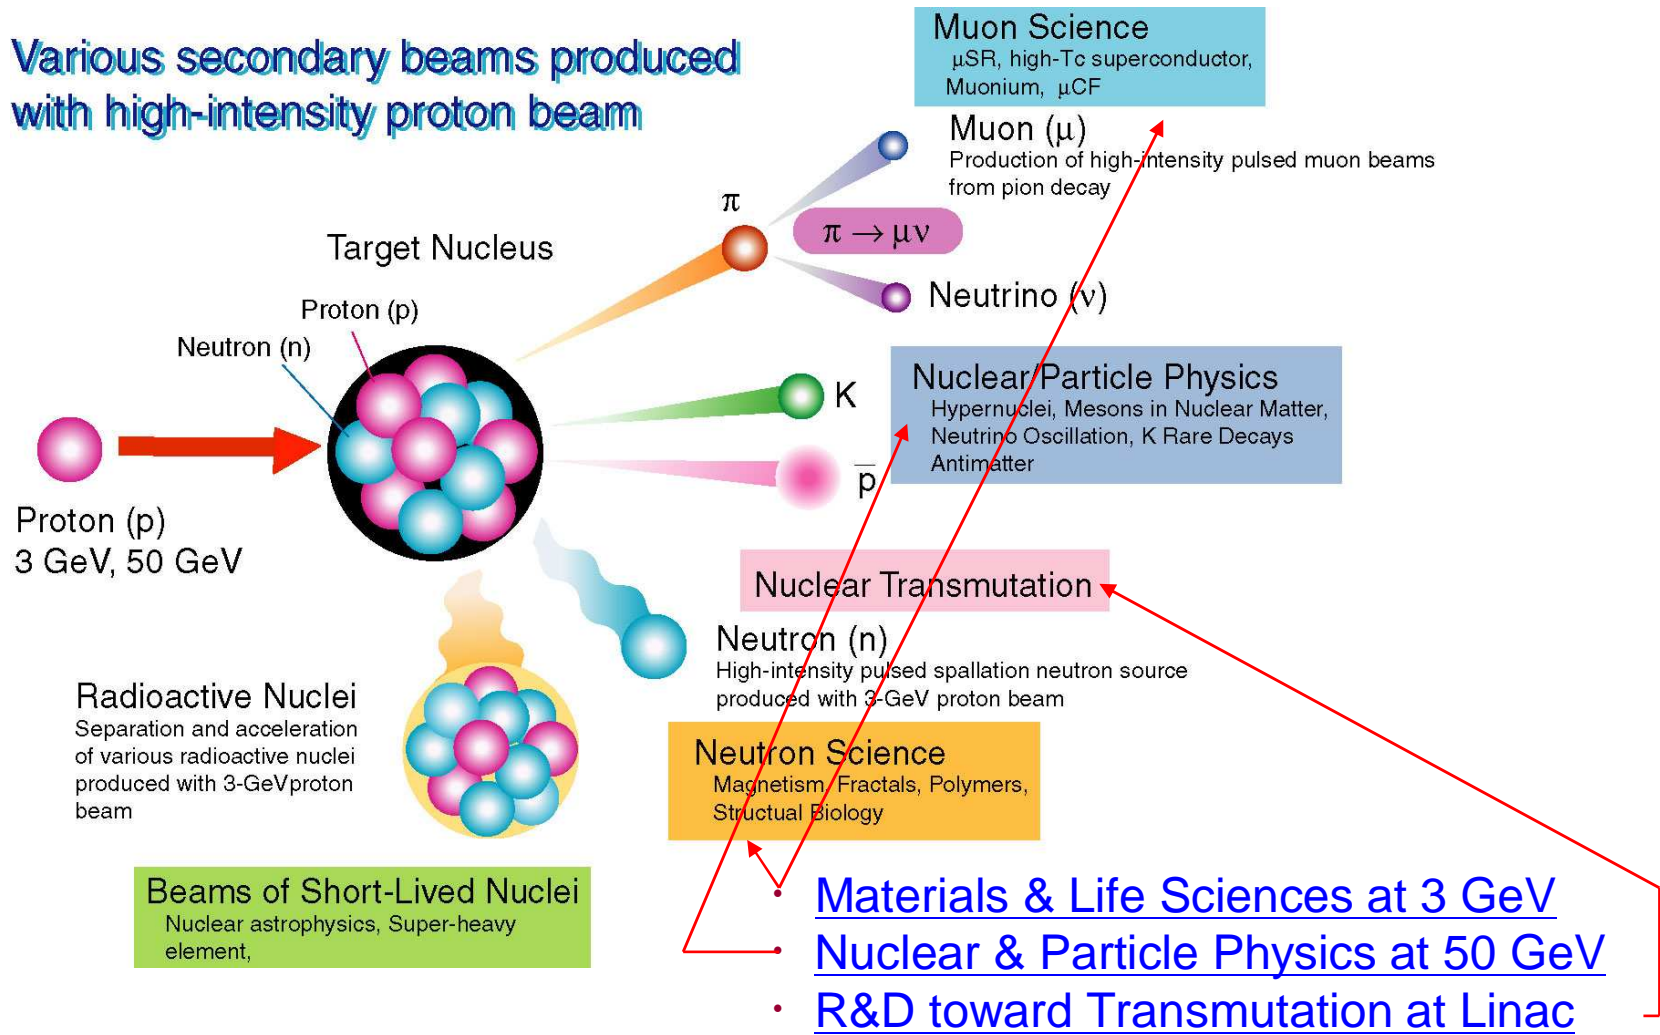 Various secondary beams produced
with high-intensity proton beam
Muon Science
μSR, high-Tc superconductor,
Muonium, μCF
Muon (μ)
Production of high-intensity pulsed muon beams
from pion decay
π
π → μν
Target Nucleus
Neutrino (ν)
Proton (p)
Neutron (n)
Nuclear/Particle Physics
Hypernuclei, Mesons in Nuclear Matter,
Neutrino Oscillation, K Rare Decays
Antimatter
K
p̅
Proton (p)
3 GeV, 50 GeV
Nuclear Transmutation
Neutron (n)
High-intensity pulsed spallation neutron source
produced with 3-GeV proton beam
Radioactive Nuclei
Separation and acceleration
of various radioactive nuclei
produced with 3-GeVproton
beam
Neutron Science
Magnetism, Fractals, Polymers,
Structual Biology
Beams of Short-Lived Nuclei
Nuclear astrophysics, Super-heavy
element,
• Materials & Life Sciences at 3 GeV
• Nuclear & Particle Physics at 50 GeV
• R&D toward Transmutation at Linac